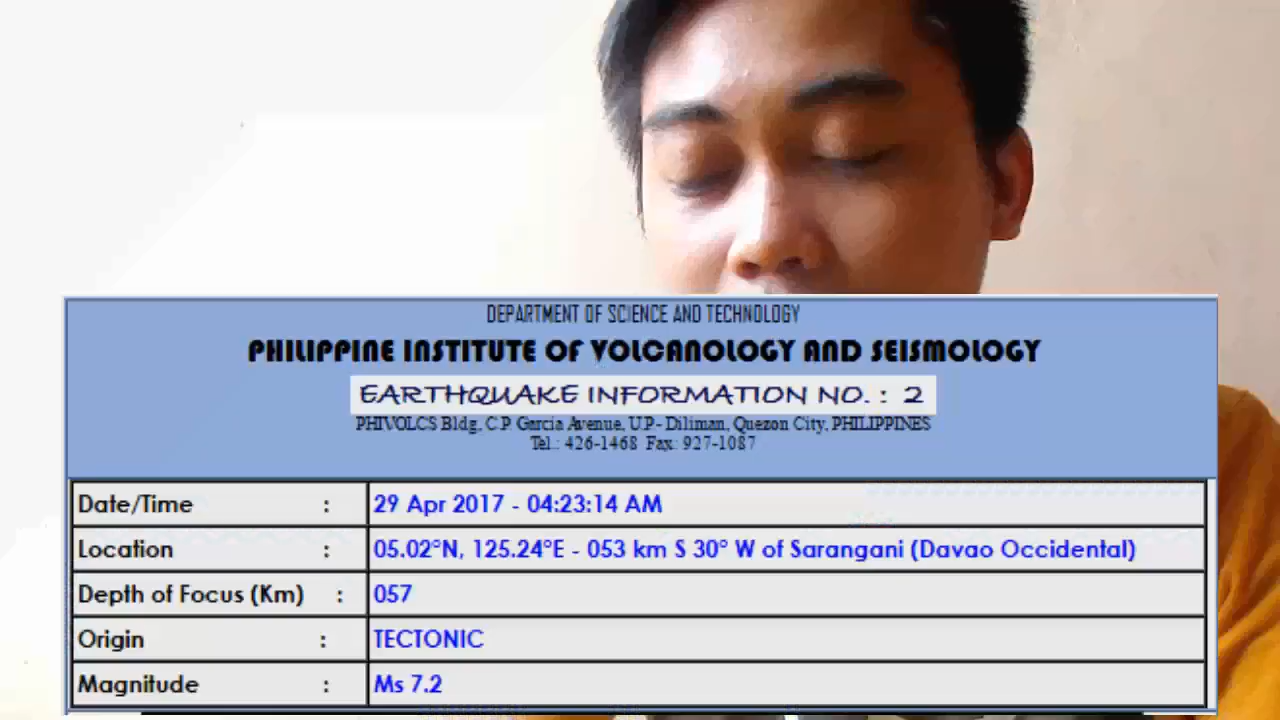 DEPARTMENT OF SCIENCE AND TECHNOLOGY
PHILIPPINE INSTITUTE OF VOLCANOLOGY AND SEISMOLOGY
EARTHQUAKE INFORMATION NO. : 2
PHIVOLCS Bldg, C.P. Garcia Avenue, U.P.- Diliman, Quezon City, PHILIPPINES
Tel.: 426-1468 Fax: 927-1087
Date/Time : 29 Apr 2017 - 04:23:14 AM
Location : 05.02°N, 125.24°E - 053 km S 30° W of Sarangani (Davao Occidental)
Depth of Focus (Km) : 057
Origin : TECTONIC
Magnitude : Ms 7.2